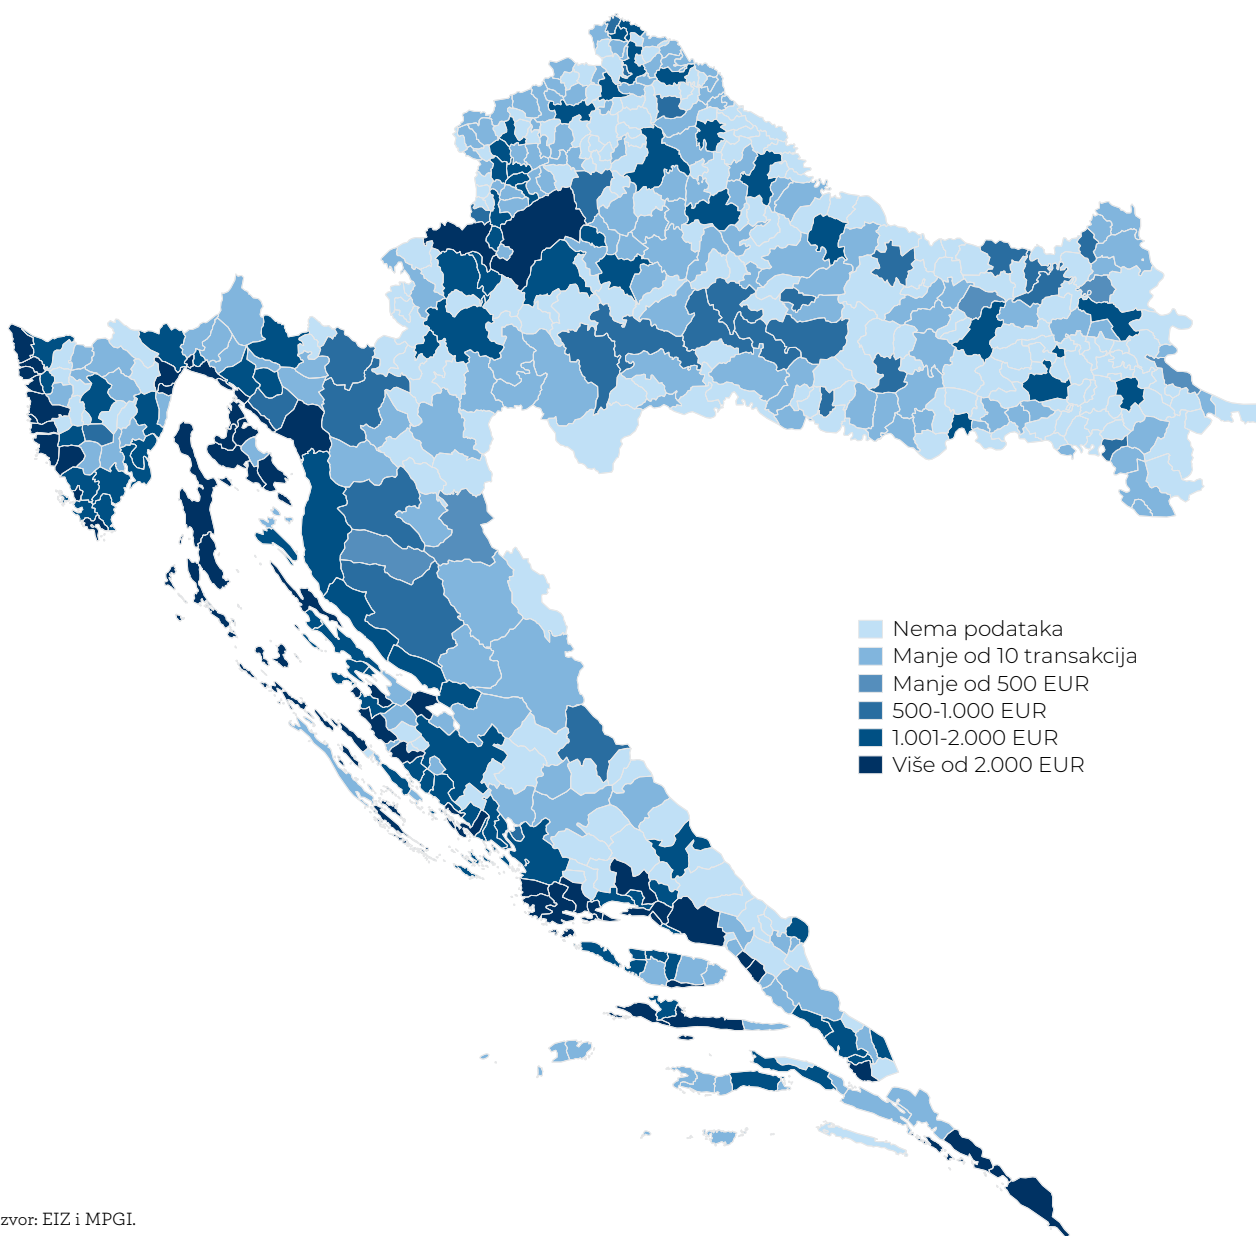 Nema podataka
Manje od 10 transakcija
Manje od 500 EUR
500-1.000 EUR
1.001-2.000 EUR
Više od 2.000 EUR
zvor: EIZ i MPGI.